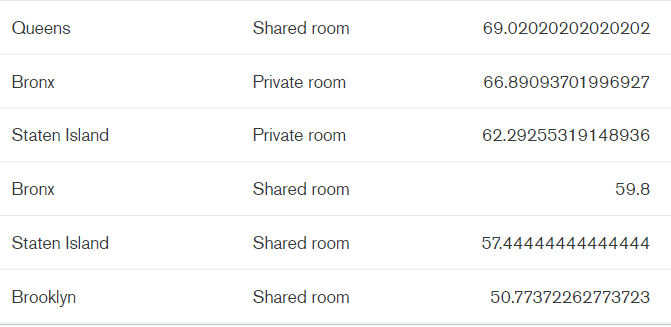 Queens Shared room 69.02020202020202
Bronx Private room 66.89093701996927
Staten Island Private room 62.29255319148936
Bronx Shared room 59.8
Staten Island Shared room 57.44444444444444
Brooklyn Shared room 50.77372262773723